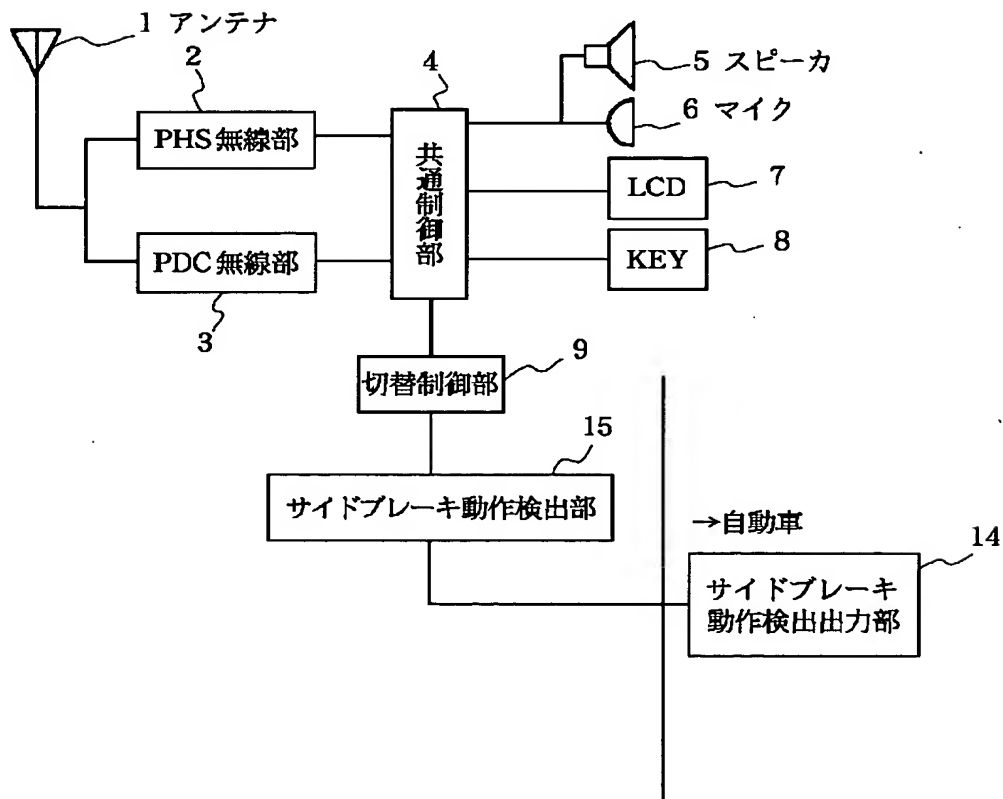 1 アンテナ
2
PHS無線部
PDC無線部
3
4
共通制御部
5 スピーカ
6 マイク
LCD
7
KEY
8
9
切替制御部
15
サイドブレーキ動作検出部
→自動車
14
サイドブレーキ
動作検出出力部